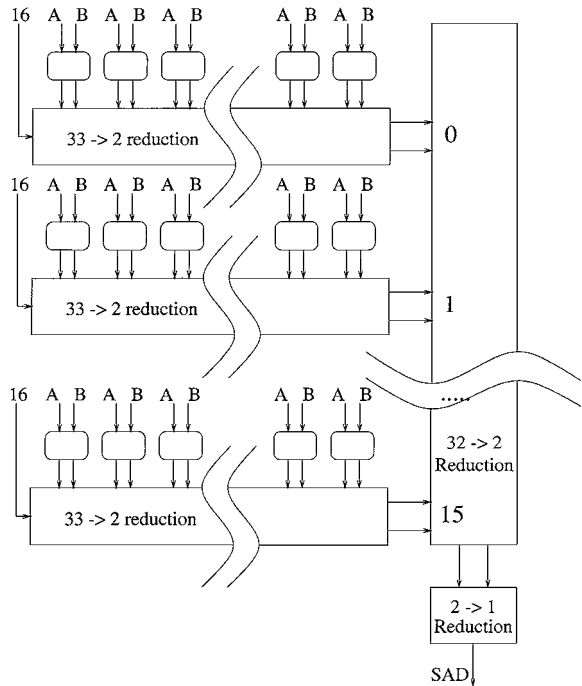 16 A B A B A B A B A B
33 -> 2 reduction
0
16 A B A B A B A B A B
33 -> 2 reduction
1
16 A B A B A B A B A B
.....
32 -> 2
Reduction
33 -> 2 reduction
15
2 -> 1
Reduction
SAD